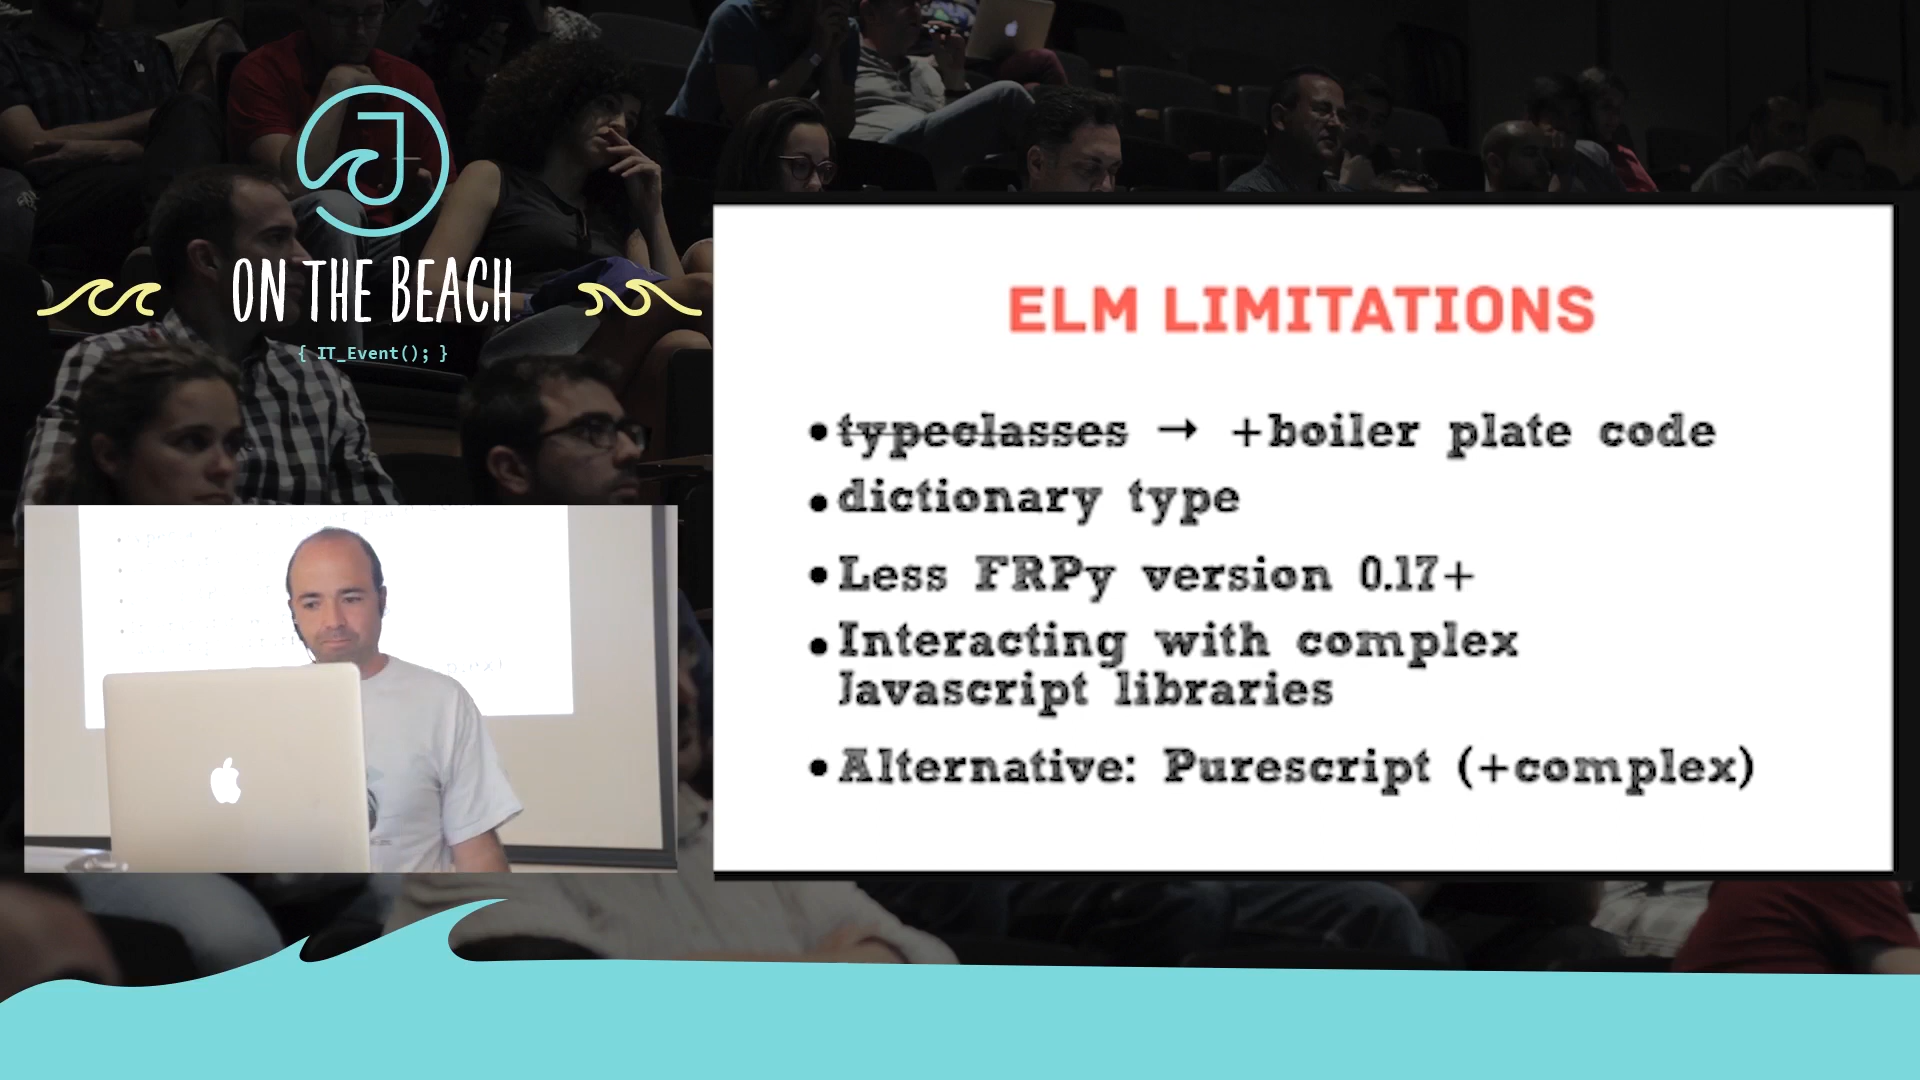 J
ON THE BEACH
{ IT_Event(); }
ELM LIMITATIONS
• typeclasses → +boiler plate code
• dictionary type
• Less FRPy version 0.17+
• Interacting with complex
Javascript libraries
• Alternative: Purescript (+complex)